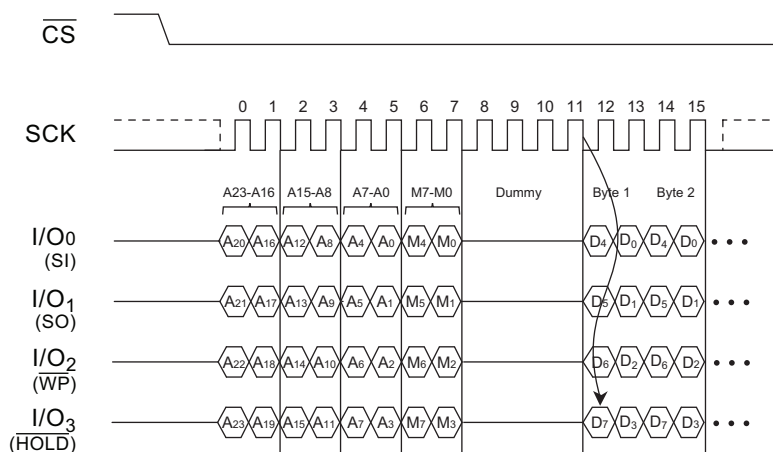 CS
0 1 2 3 4 5 6 7 8 9 10 11 12 13 14 15
SCK
A23-A16 A15-A8 A7-A0 M7-M0 Dummy Byte 1 Byte 2
I/O0 A20 A16 A12 A8 A4 A0 M4 M0 D4 D0 D4 D0
(SI)
I/O1 A21 A17 A13 A9 A5 A1 M5 M1 D5 D1 D5 D1
(SO)
I/O2 A22 A18 A14 A10 A6 A2 M6 M2 D6 D2 D6 D2
(WP)
I/O3 A23 A19 A15 A11 A7 A3 M7 M3 D7 D3 D7 D3
(HOLD)